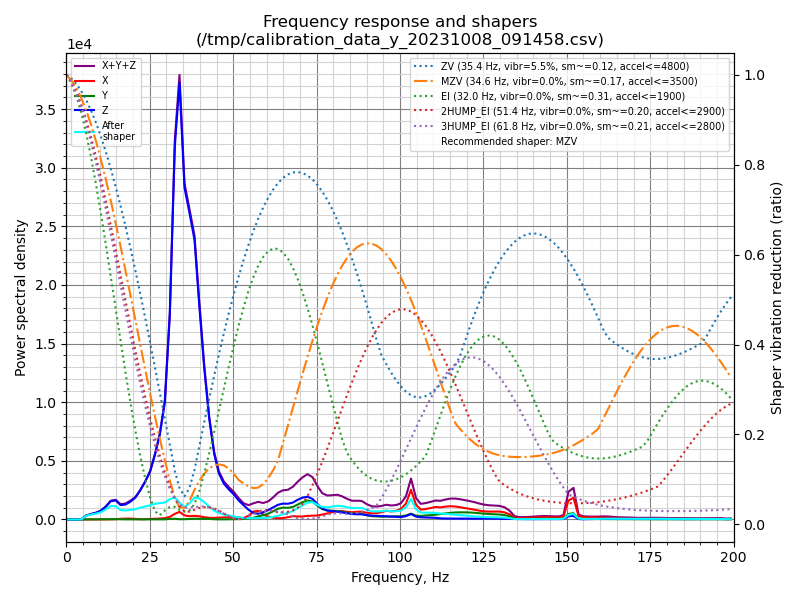 Frequency response and shapers
(/tmp/calibration_data_y_20231008_091458.csv)
1e4
X+Y+Z
X
Y
Z
After
shaper
ZV (35.4 Hz, vibr=5.5%, sm~=0.12, accel<=4800)
MZV (34.6 Hz, vibr=0.0%, sm~=0.17, accel<=3500)
EI (32.0 Hz, vibr=0.0%, sm~=0.31, accel<=1900)
2HUMP_EI (51.4 Hz, vibr=0.0%, sm~=0.20, accel<=2900)
3HUMP_EI (61.8 Hz, vibr=0.0%, sm~=0.21, accel<=2800)
Recommended shaper: MZV
Power spectral density
3.5
3.0
2.5
2.0
1.5
1.0
0.5
0.0
1.0
0.8
0.6
0.4
0.2
0.0
Shaper vibration reduction (ratio)
0 25 50 75 100 125 150 175 200
Frequency, Hz